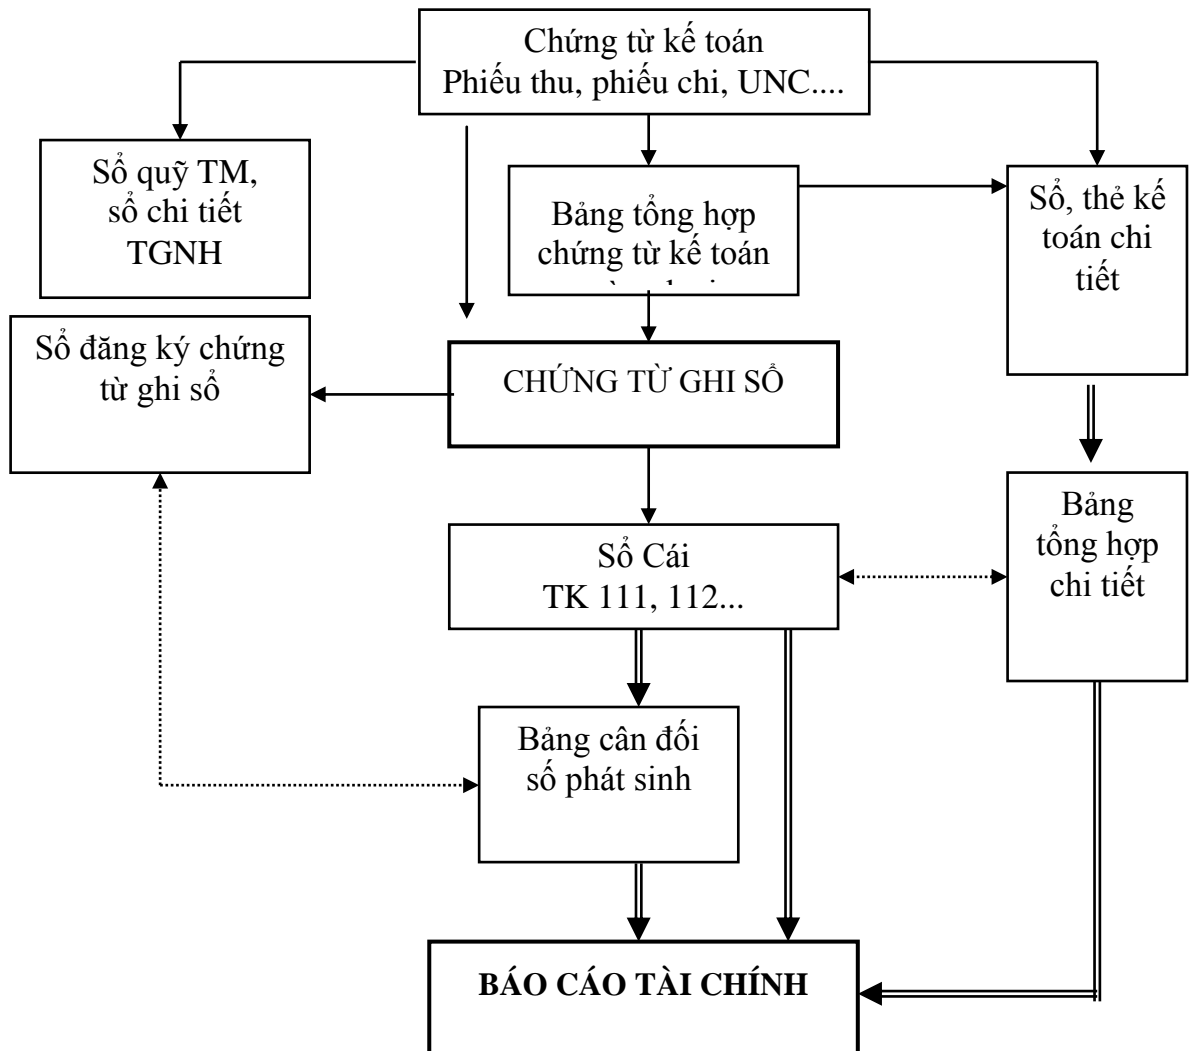 Chứng từ kế toán
Phiếu thu, phiếu chi, UNC....
Sổ quỹ TM,
sổ chi tiết
TGNH
Bảng tổng hợp
chứng từ kế toán
Sổ, thẻ kế
toán chi
tiết
Sổ đăng ký chứng
từ ghi sổ
CHỨNG TỪ GHI SỔ
Bảng
tổng hợp
chi tiết
Sổ Cái
TK 111, 112...
Bảng cân đối
số phát sinh
BÁO CÁO TÀI CHÍNH